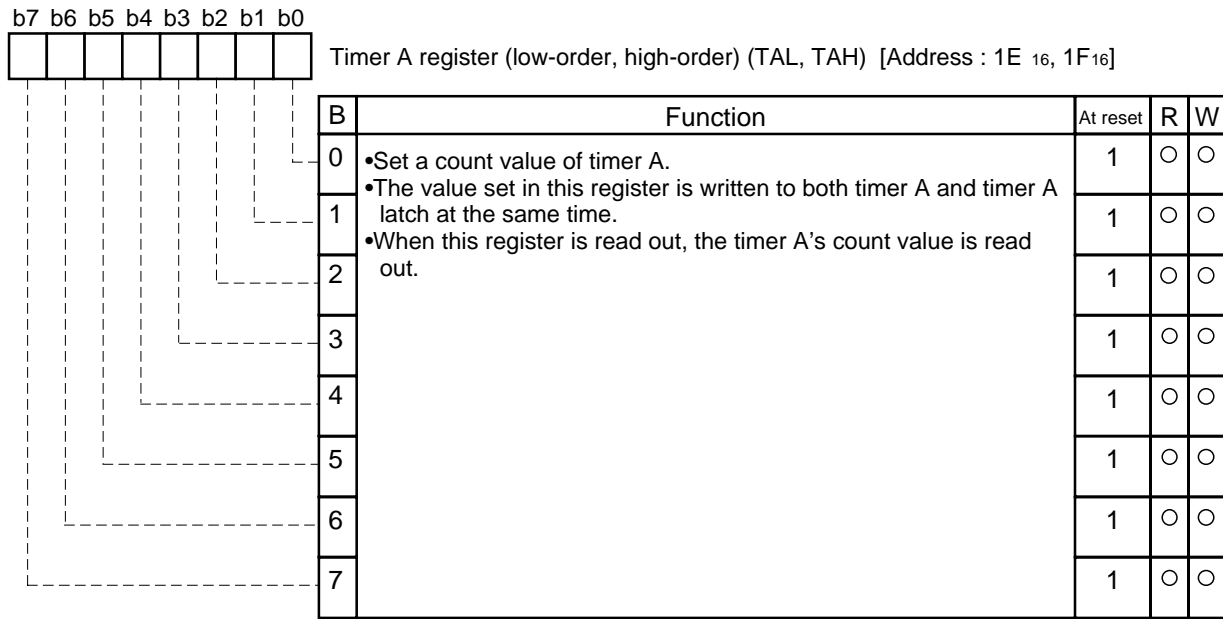 b7 b6 b5 b4 b3 b2 b1 b0
Timer A register (low-order, high-order) (TAL, TAH) [Address : 1E 16, 1F16]
B Function At reset R W
0 •Set a count value of timer A. 1 ○ ○
•The value set in this register is written to both timer A and timer A
1 latch at the same time. 1 ○ ○
•When this register is read out, the timer A’s count value is read
2 out. 1 ○ ○
3 1 ○ ○
4 1 ○ ○
5 1 ○ ○
6 1 ○ ○
7 1 ○ ○